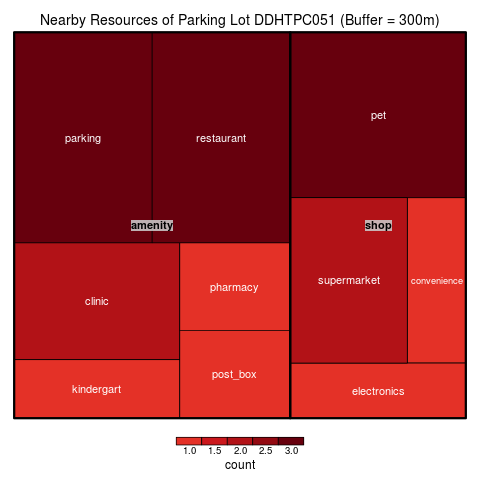 Nearby Resources of Parking Lot DDHTPC051 (Buffer = 300m)
parking
restaurant
pet
amenity
shop
clinic
pharmacy
supermarket
convenience
kindergart
post_box
electronics
1.0 1.5 2.0 2.5 3.0
count